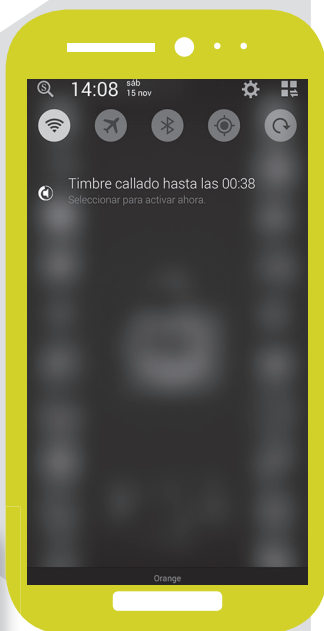 14:08 sáb
15 nov
Timbre callado hasta las 00:38
Seleccionar para activar ahora.
Orange